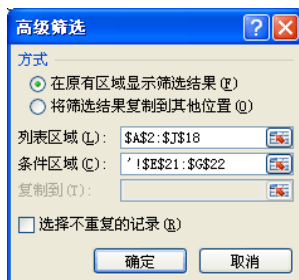 高级筛选
方式
在原有区域显示筛选结果(F)
将筛选结果复制到其他位置(O)
列表区域(L): $A$2:$J$18
条件区域(C): '!$E$21:$G$22
复制到(T):
选择不重复的记录(R)
确定 取消